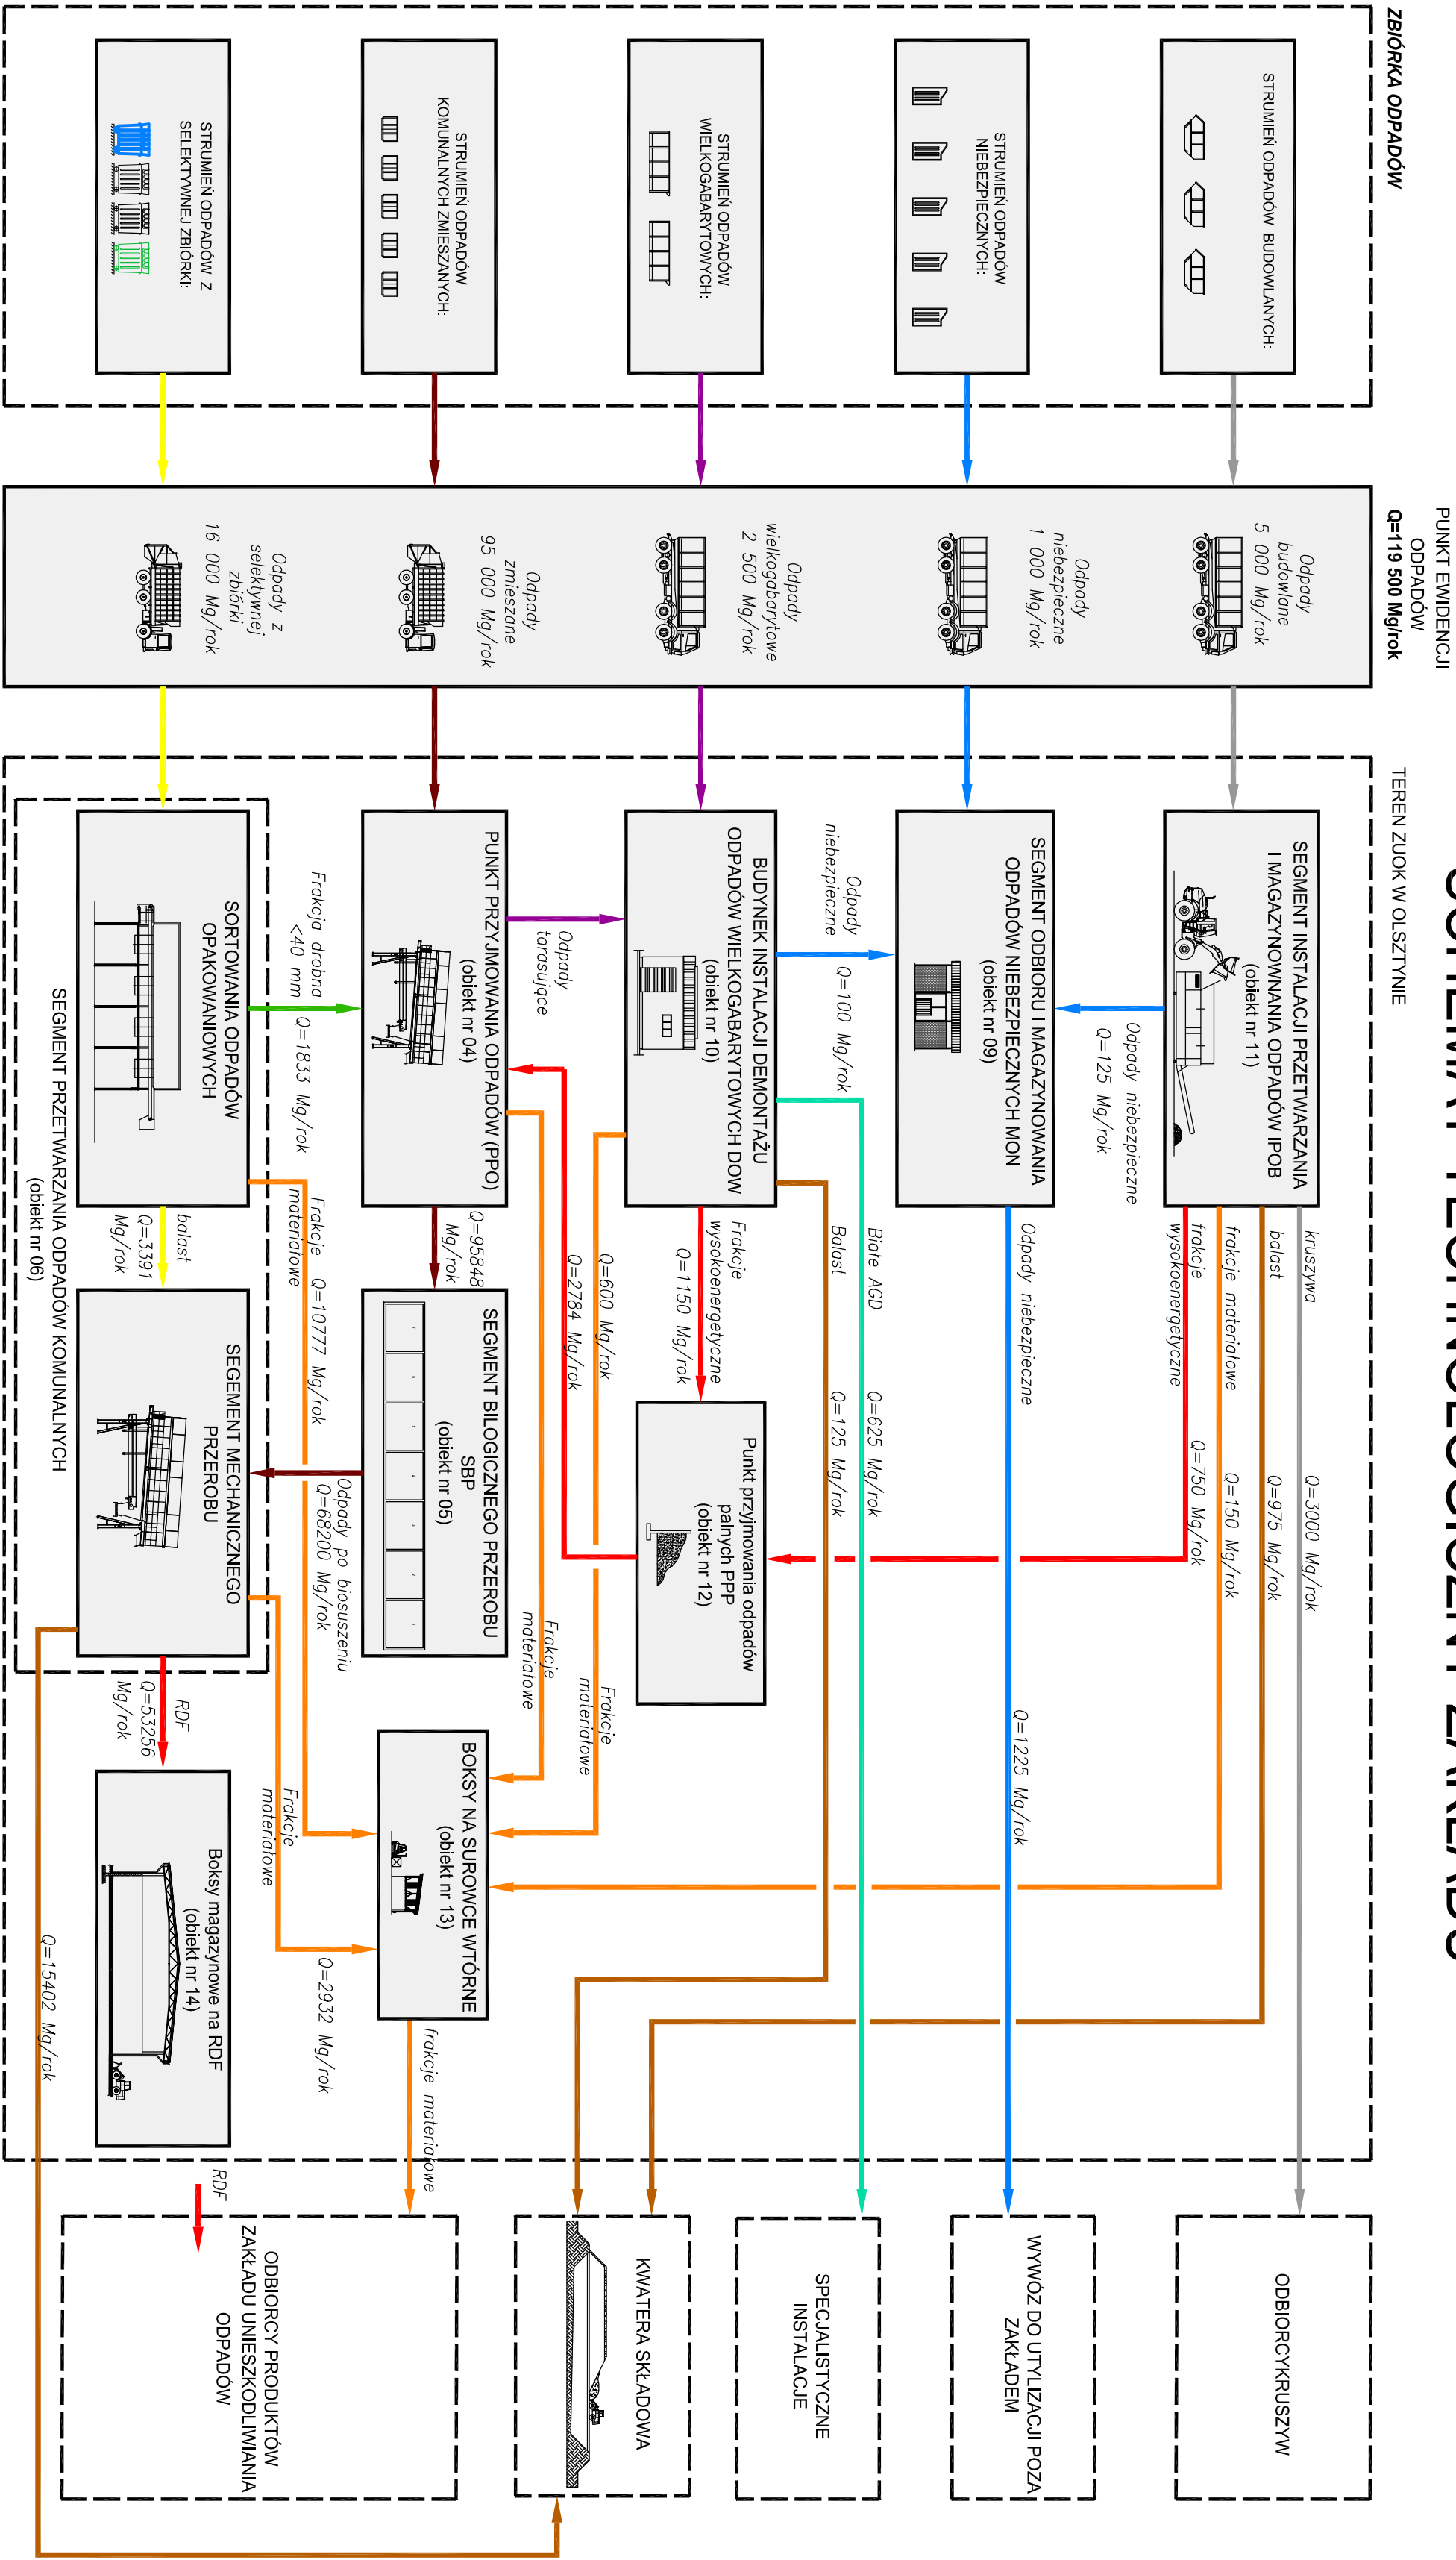 SCHEMAT TECHNOLOGICZNY ZAKŁADU
ZBIÓRKA ODPADÓW
STRUMIEŃ ODPADÓW BUDOWLANYCH:
STRUMIEŃ ODPADÓW
NIEBEZPIECZNYCH:
STRUMIEŃ ODPADÓW
WIELKOGABARYTOWYCH:
STRUMIEŃ ODPADÓW
KOMUNALNYCH ZMIESZANYCH:
STRUMIEŃ ODPADÓW Z
SELEKTYWNEJ ZBIÓRKI:
PUNKT EWIDENCJI
ODPADÓW
Q=119 500 Mg/rok
Odpady
budowlane
5 000 Mg/rok
Odpady
niebezpieczne
1 000 Mg/rok
Odpady
wielkogabarytowe
2 500 Mg/rok
Odpady
zmieszane
95 000 Mg/rok
Odpady z
selektywnej
zbiórki
16 000 Mg/rok
TEREN ZUOK W OLSZTYNIE
SEGMENT INSTALACJI PRZETWARZANIA
I MAGAZYNOWNANIA ODPADÓW IPOB
(obiekt nr 11)
kruszywa
Q=3000 Mg/rok
balast
Q=975 Mg/rok
frakcje materiałowe
Q=150 Mg/rok
frakcje
wysokoenergetyczne
Q=750 Mg/rok
Odpady niebezpieczne
Q=125 Mg/rok
SEGMENT ODBIORU I MAGAZYNOWANIA
ODPADÓW NIEBEZPIECZNYCH MON
(obiekt nr 09)
Odpady niebezpieczne
Q=1225 Mg/rok
Odpady
niebezpieczne
Q=100 Mg/rok
BUDYNEK INSTALACJI DEMONTAŻU
ODPADÓW WIELKOGABARYTOWYCH DOW
(obiekt nr 10)
Białe AGD
Q=625 Mg/rok
Balast
Q=125 Mg/rok
Frakcje
wysokoenergetyczne
Q=1150 Mg/rok
Q=600 Mg/rok
Frakcje
materiałowe
Punkt przyjmowania odpadów
palnych PPP
(obiekt nr 12)
Odpady
tarasujące
Q=2784 Mg/rok
Frakcje
materiałowe
PUNKT PRZYJMOWANIA ODPADÓW (PPO)
(obiekt nr 04)
Q=95848
Mg/rok
SEGMENT BILOGICZNEGO PRZEROBU
SBP
(obiekt nr 05)
Odpady po biosuszeniu
Q=68200 Mg/rok
BOKSY NA SUROWCE WTÓRNE
(obiekt nr 13)
frakcje materiałowe
Frakcja drobna
<40 mm
Q=1833 Mg/rok
Frakcje
materiałowe
Q=10777 Mg/rok
SORTOWANIA ODPADÓW
OPAKOWANIOWYCH
balast
Q=3391
Mg/rok
SEGEMENT MECHANICZNEGO
PRZEROBU
SEGMENT PRZETWARZANIA ODPADÓW KOMUNALNYCH
(obiekt nr 06)
Frakcje
materiałowe
Q=2932 Mg/rok
RDF
Q=53256
Mg/rok
Boksy magazynowe na RDF
(obiekt nr 14)
Q=15402 Mg/rok
RDF
ODBIORCYKRUSZYW
WYWÓZ DO UTYLIZACJI POZA
ZAKŁADEM
SPECJALISTYCZNE
INSTALACJE
KWATERA SKŁADOWA
ODBIORCY PRODUKTÓW
ZAKŁADU UNIESZKODLIWIANIA
ODPADÓW